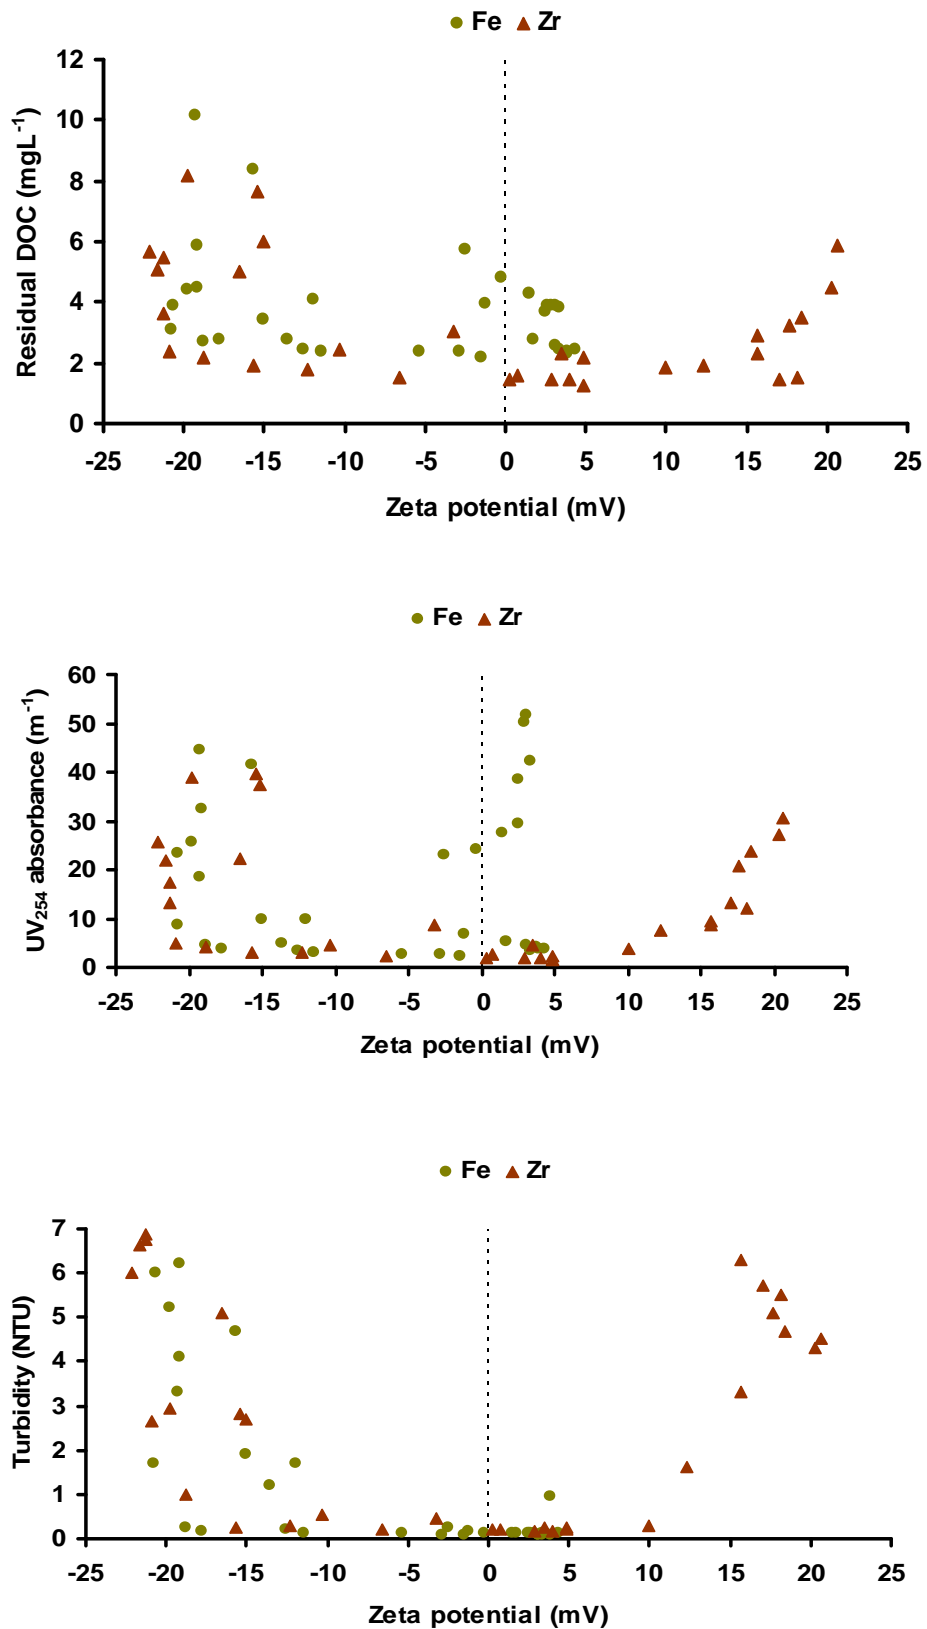 Fe Zr
12
10
8
6
4
2
0
Residual DOC (mgL⁻¹)
-25 -20 -15 -10 -5 0 5 10 15 20 25
Zeta potential (mV)
Fe Zr
60
50
40
30
20
10
0
UV₂₅₄ absorbance (m⁻¹)
-25 -20 -15 -10 -5 0 5 10 15 20 25
Zeta potential (mV)
Fe Zr
7
6
5
4
3
2
1
0
Turbidity (NTU)
-25 -20 -15 -10 -5 0 5 10 15 20 25
Zeta potential (mV)